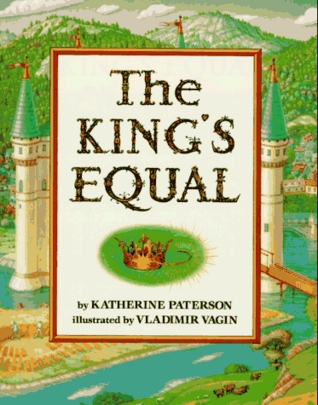 The
KING'S
EQUAL
by KATHERINE PATERSON
illustrated by VLADIMIR VAGIN